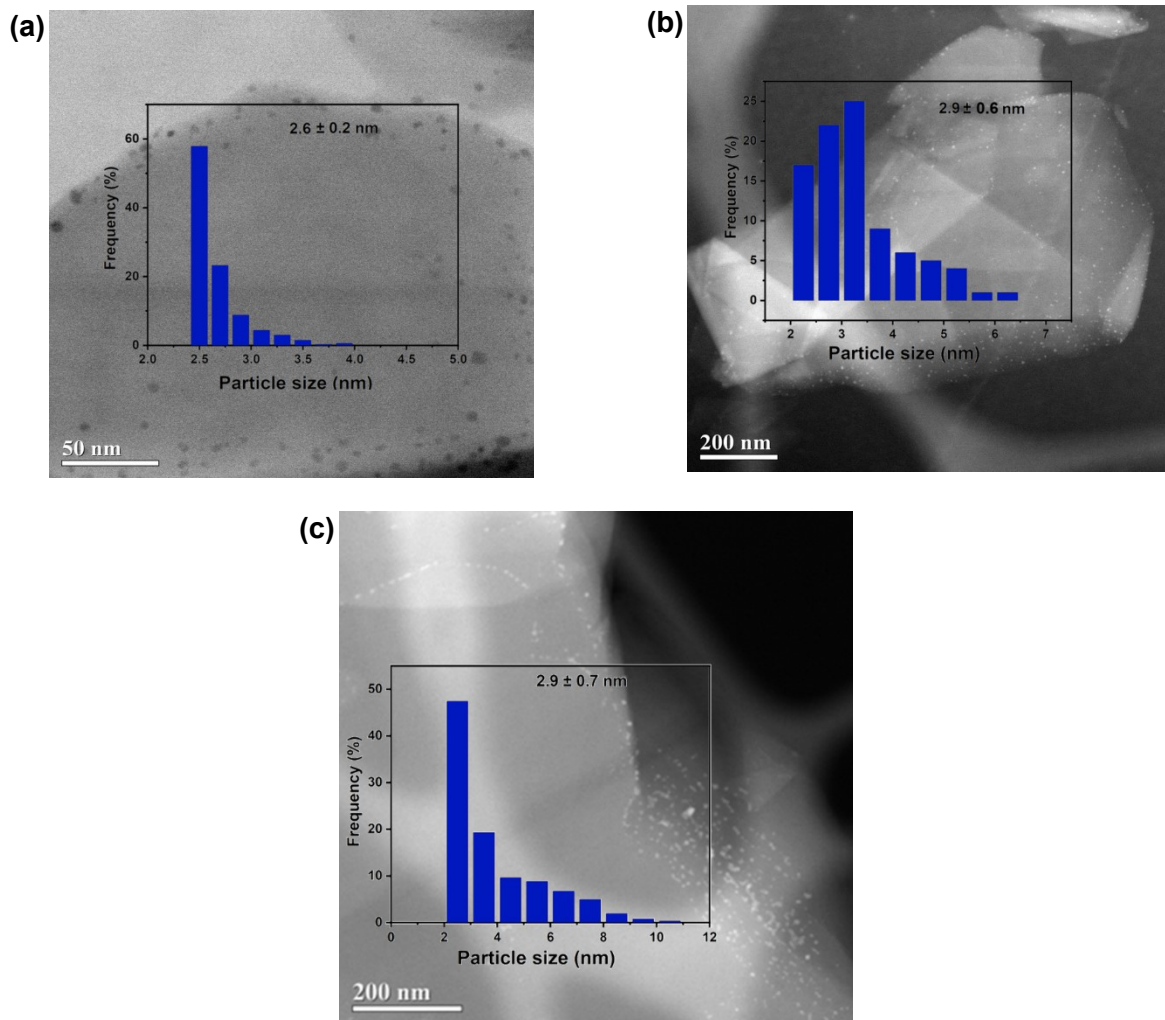 (a)
2.6 ± 0.2 nm
Frequency (%)
60
40
20
0
2.0 2.5 3.0 3.5 4.0 4.5 5.0
Particle size (nm)
50 nm
(b)
2.9 ± 0.6 nm
Frequency (%)
25
20
15
10
5
0
2 3 4 5 6 7
Particle size (nm)
200 nm
(c)
2.9 ± 0.7 nm
Frequency (%)
50
40
30
20
10
0
0 2 4 6 8 10 12
Particle size (nm)
200 nm